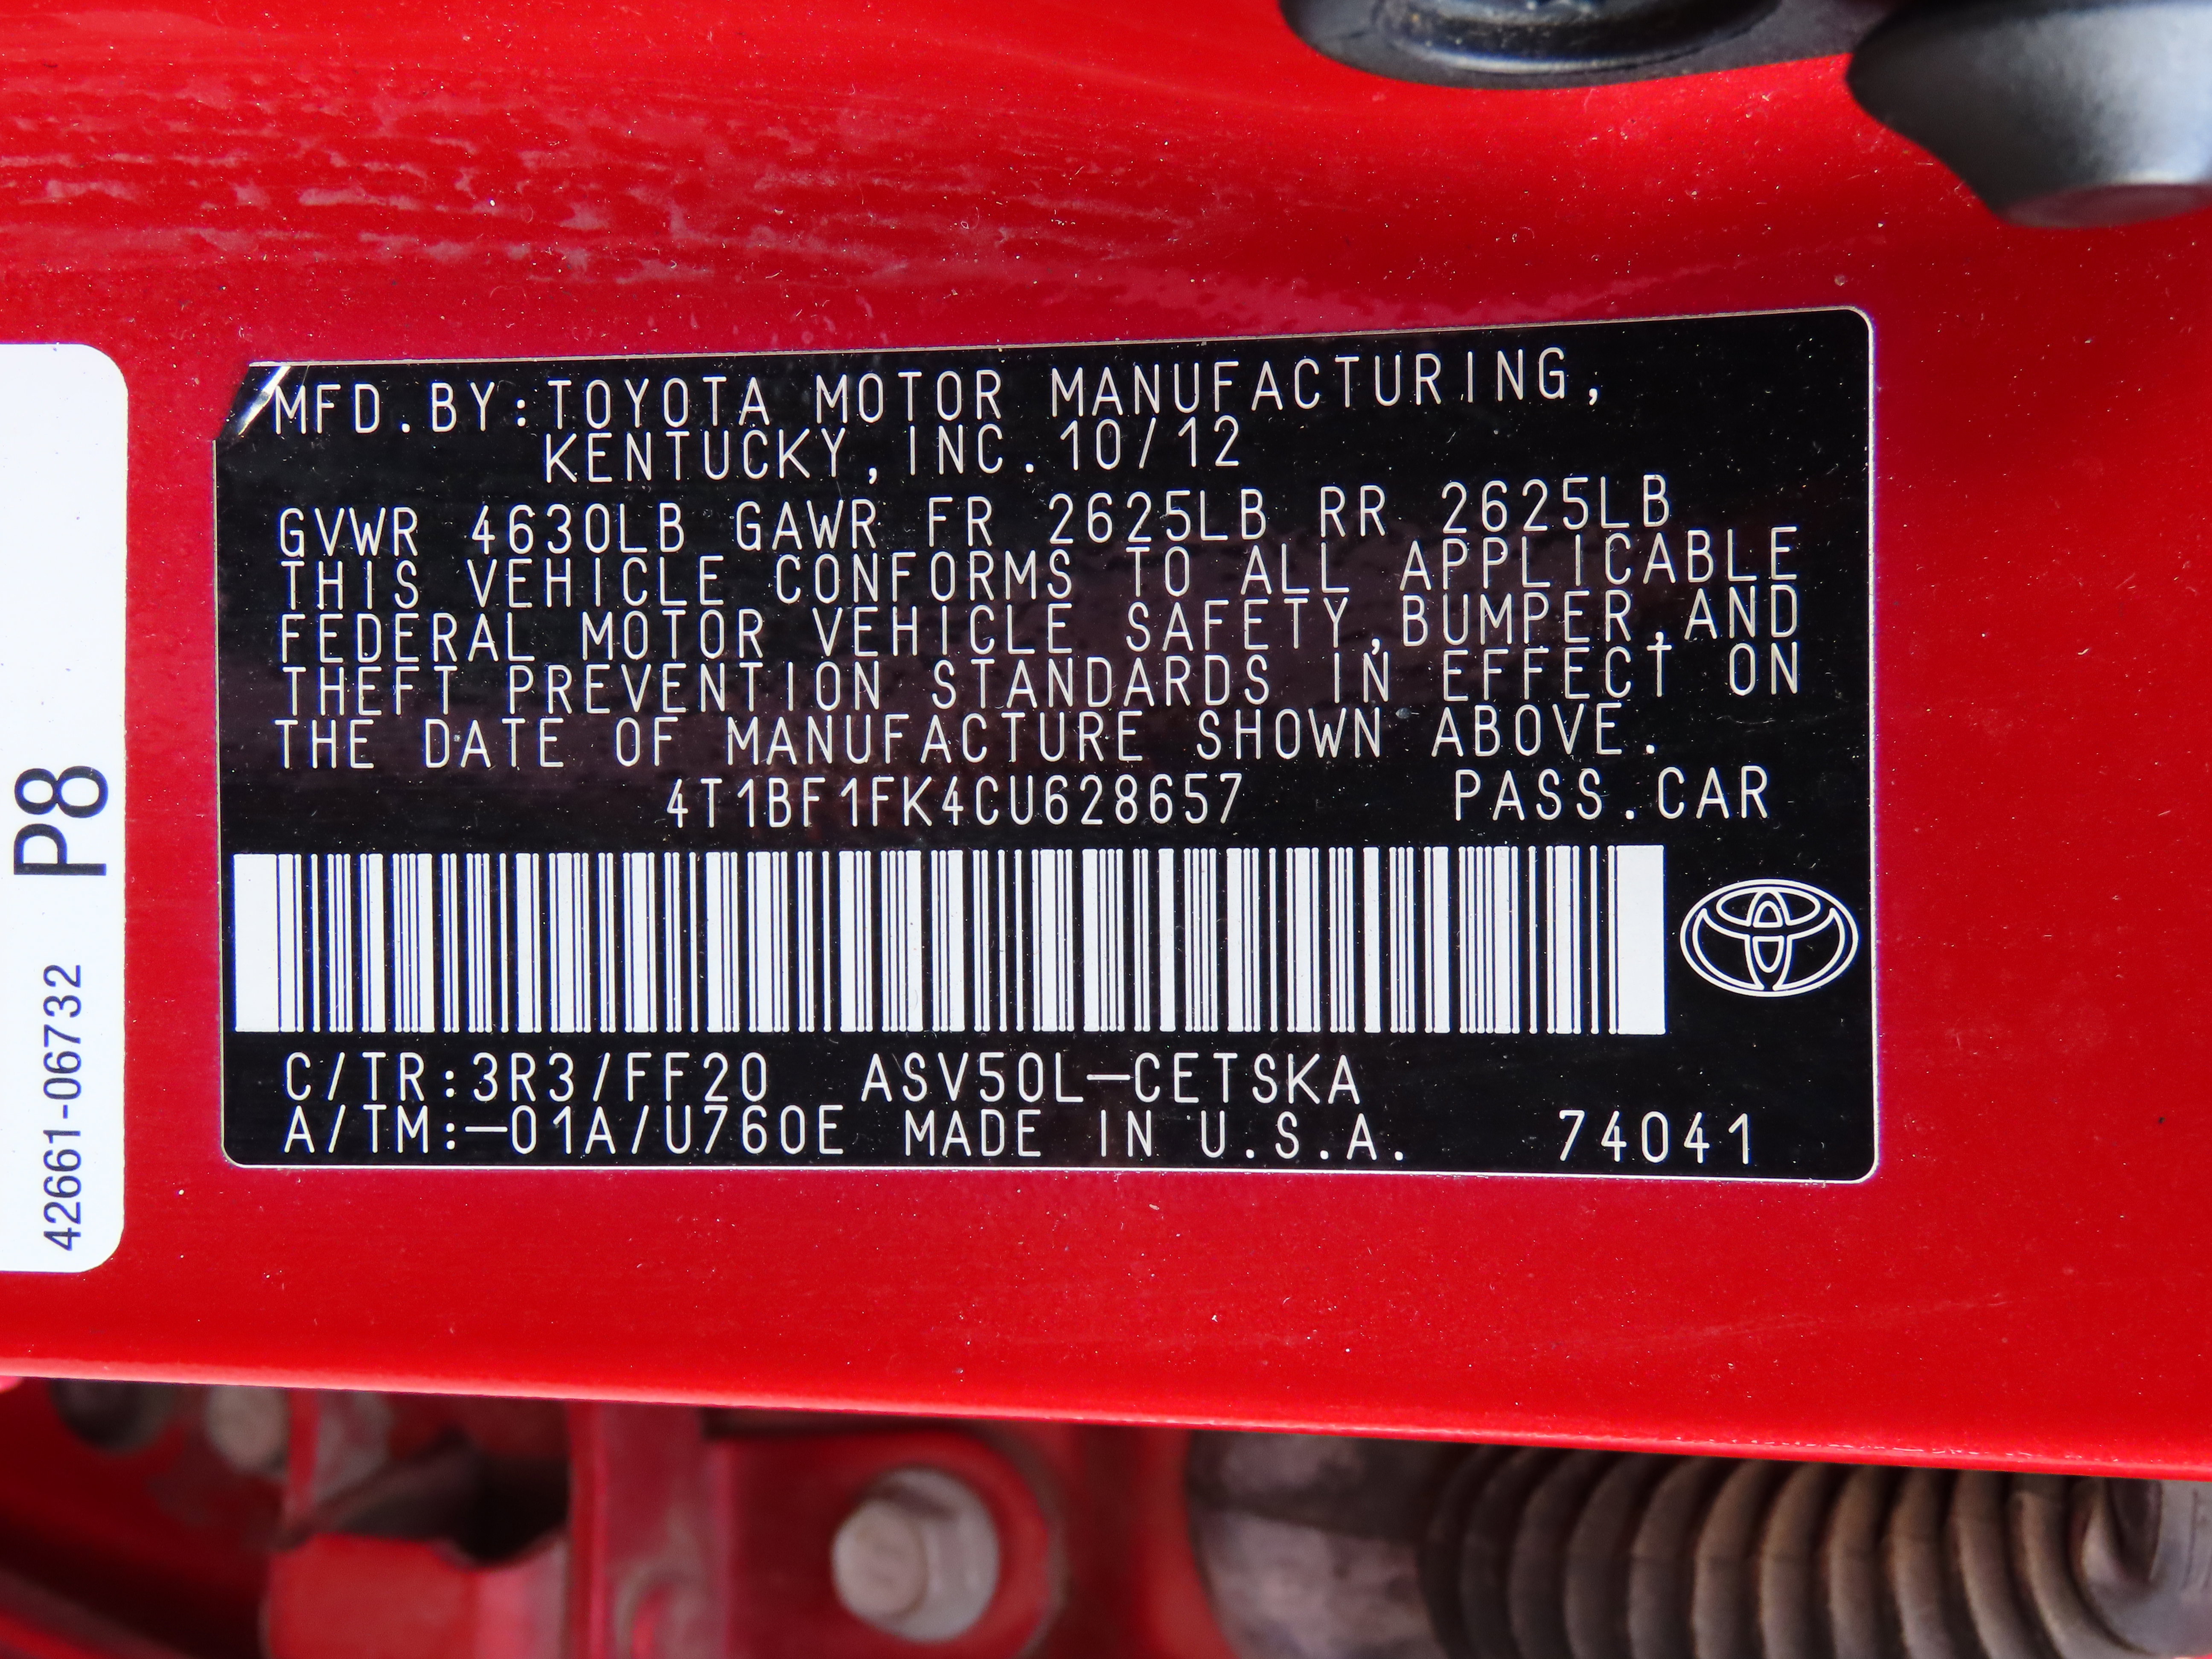 MFD.BY:TOYOTA MOTOR MANUFACTURING,
KENTUCKY,INC.10/12
GVWR 4630LB GAWR FR 2625LB RR 2625LB
THIS VEHICLE CONFORMS TO ALL APPLICABLE
FEDERAL MOTOR VEHICLE SAFETY,BUMPER,AND
THEFT PREVENTION STANDARDS IN EFFECT ON
THE DATE OF MANUFACTURE SHOWN ABOVE.
4T1BF1FK4CU628657 PASS.CAR
C/TR:3R3/FF20 ASV50L—CETSKA
A/TM:—01A/U760E MADE IN U.S.A. 74041
42661-06732 P8